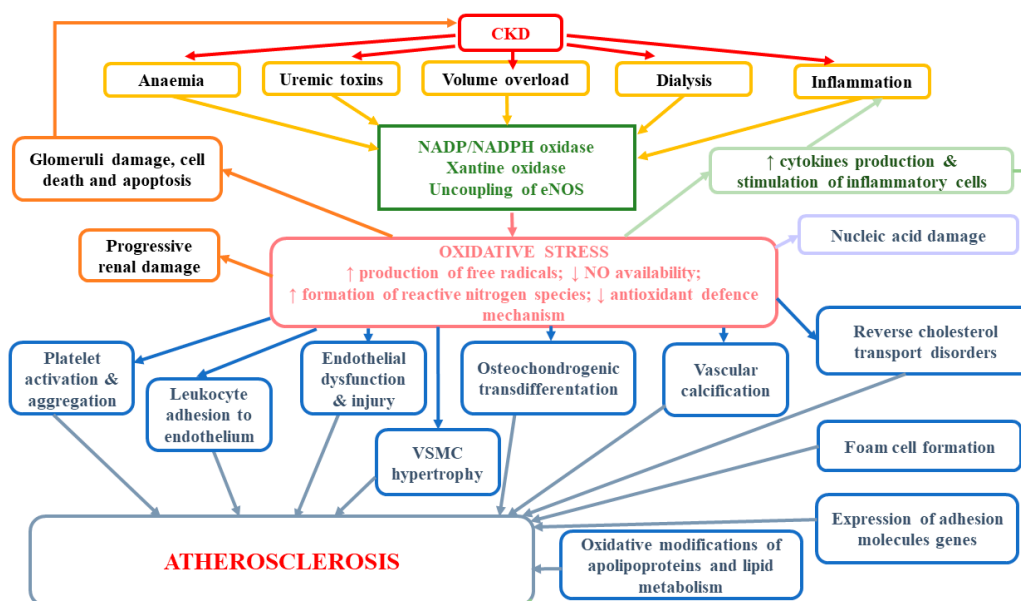 CKD
Anaemia
Uremic toxins
Volume overload
Dialysis
Inflammation
NADP/NADPH oxidase
Xantine oxidase
Uncoupling of eNOS
Glomeruli damage, cell
death and apoptosis
↑ cytokines production &
stimulation of inflammatory cells
Progressive
renal damage
OXIDATIVE STRESS
↑ production of free radicals; ↓ NO availability;
↑ formation of reactive nitrogen species; ↓ antioxidant defence
mechanism
Nucleic acid damage
Platelet
activation &
aggregation
Leukocyte
adhesion to
endothelium
Endothelial
dysfunction
& injury
VSMC
hypertrophy
Osteochondrogenic
transdifferentation
Vascular
calcification
Reverse cholesterol
transport disorders
Foam cell formation
Expression of adhesion
molecules genes
Oxidative modifications of
apolipoproteins and lipid
metabolism
ATHEROSCLEROSIS